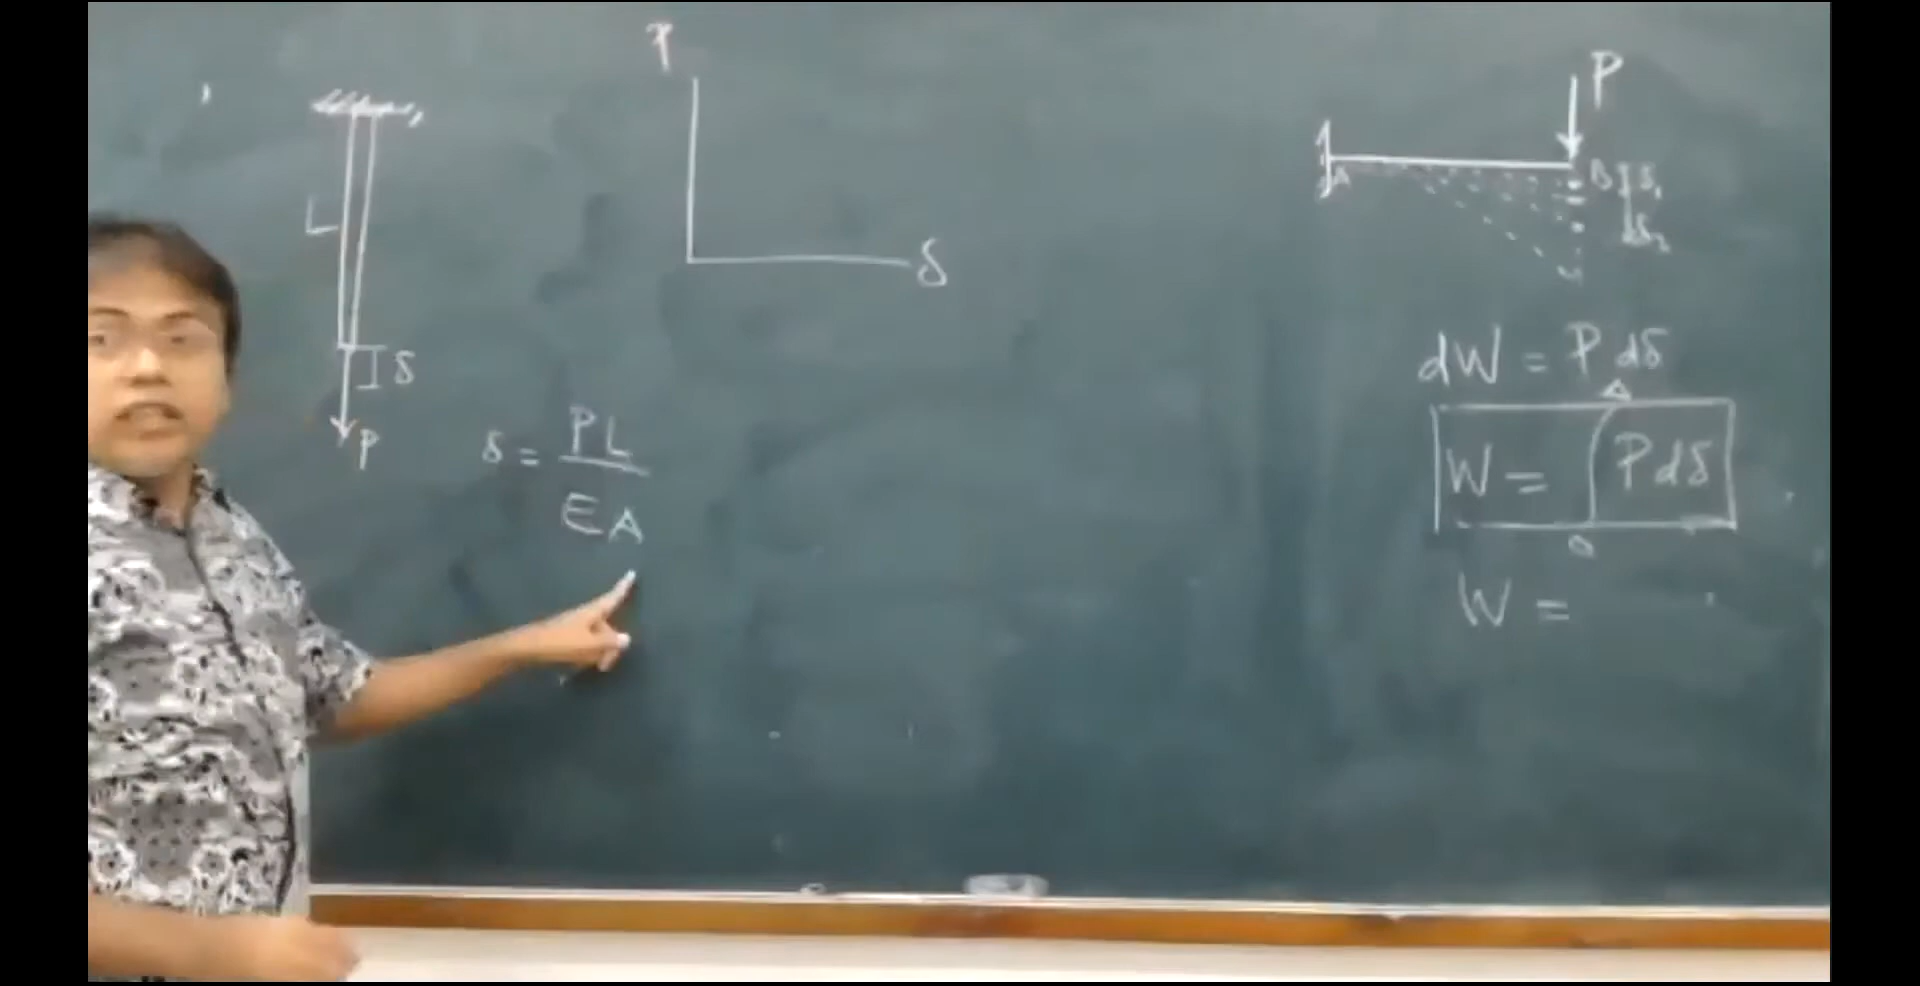 L
δ
P
δ = PL / EA
P
δ
P
A
B
δ₁
δ₂
dW = P dδ
W = ∫₀^Δ P dδ
W =